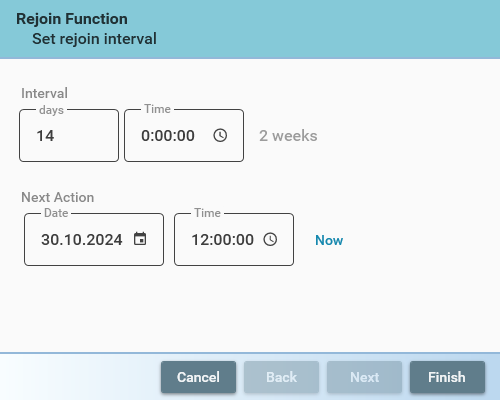 Rejoin Function
Set rejoin interval
Interval
days Time
14 0:00:00 2 weeks
Next Action
Date Time
30.10.2024 12:00:00 Now
Cancel Back Next Finish